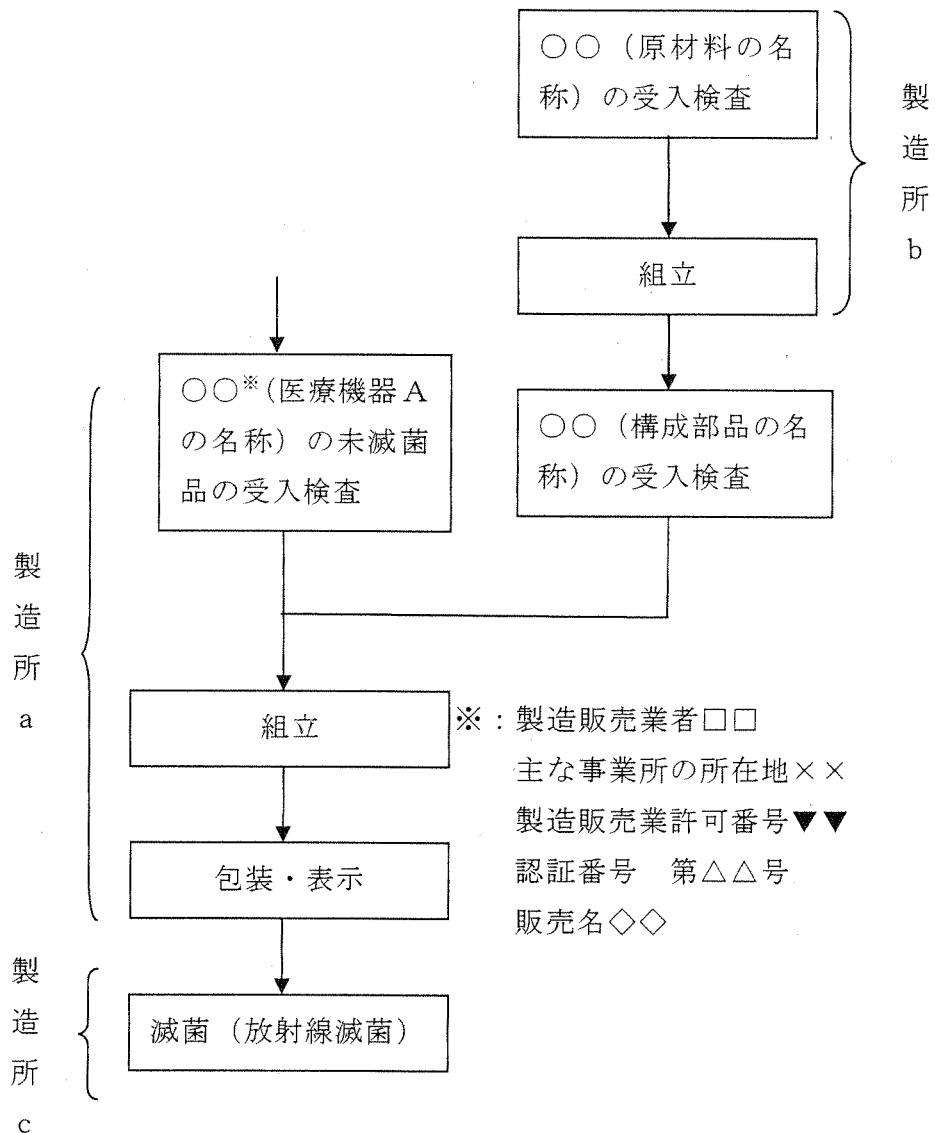 ○○（原材料の名
称）の受入検査
製造所b
組立
○○※(医療機器A
の名称）の未滅菌
品の受入検査
○○（構成部品の名
称）の受入検査
製造所a
組立
※：製造販売業者□□
主な事業所の所在地××
製造販売業許可番号▼▼
認証番号　第△△号
販売名◇◇
包装・表示
製造所c
滅菌（放射線滅菌）